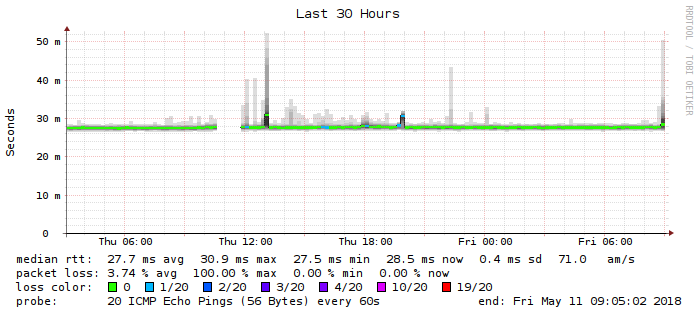 Last 30 Hours
RRDTOOL / TOBI OETIKER
Seconds
50 m
40 m
30 m
20 m
10 m
0
Thu 06:00 Thu 12:00 Thu 18:00 Fri 00:00 Fri 06:00
median rtt: 27.7 ms avg 30.9 ms max 27.5 ms min 28.5 ms now 0.4 ms sd 71.0 am/s
packet loss: 3.74 % avg 100.00 % max 0.00 % min 0.00 % now
loss color: 0 1/20 2/20 3/20 4/20 10/20 19/20
probe: 20 ICMP Echo Pings (56 Bytes) every 60s end: Fri May 11 09:05:02 2018